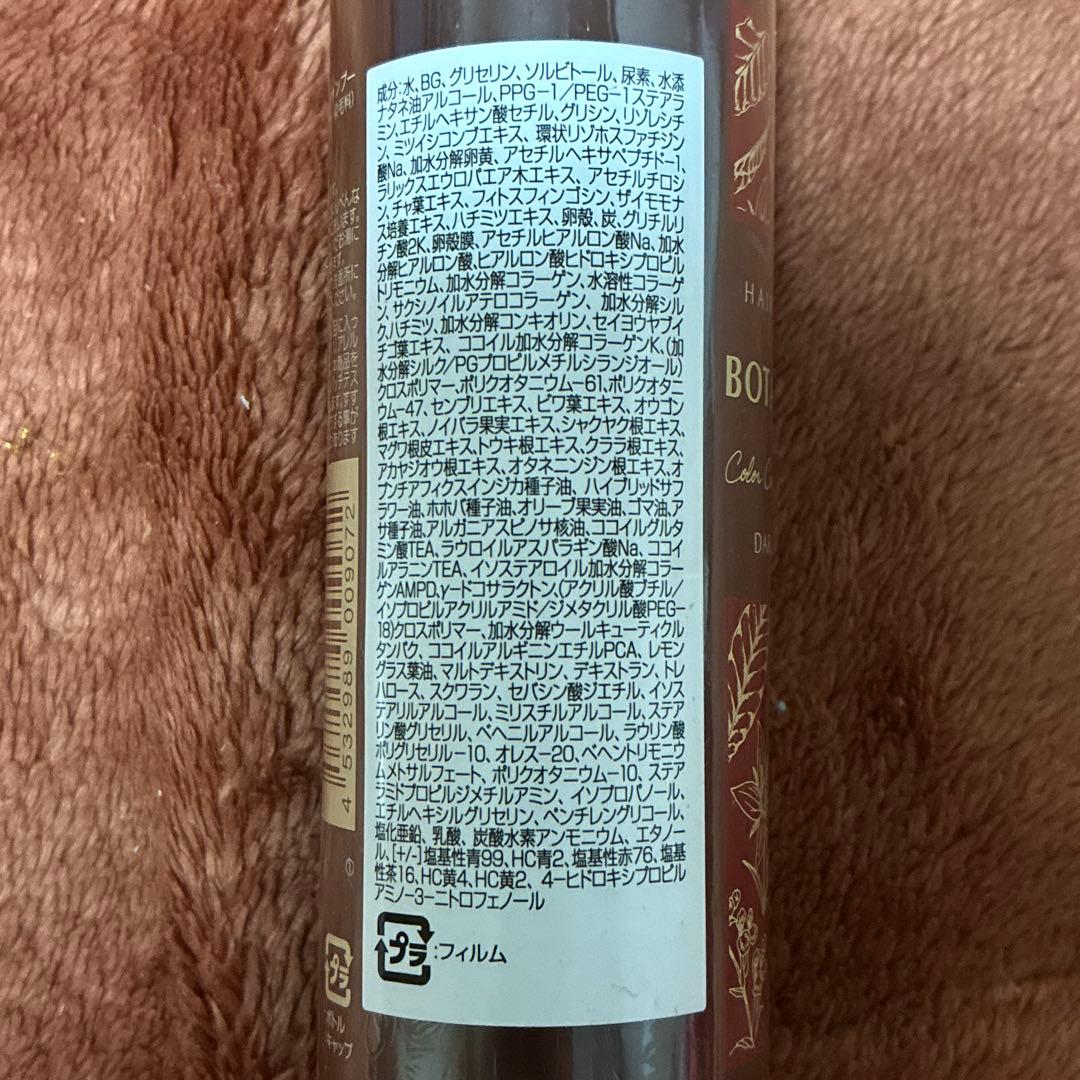 成分:水、BG、グリセリン、ソルビトール、尿素、水添
ナタネ油アルコール、PPG-1/PEG-1ステアラ
ミン、エチルヘキサン酸セチル、グリシン、リゾレシチ
ン、ミツイシコンブエキス、環状リゾホスファチジン
酸Na、加水分解卵黄、アセチルヘキサペプチド-1、
ラリックスエウロパエア木エキス、アセチルチロシ
ン、チャ葉エキス、フィトスフィンゴシン、ザイモモナ
ス培養エキス、ハチミツエキス、卵殻、炭、グリチルリ
チン酸2K、卵殻膜、アセチルヒアルロン酸Na、加水
分解ヒアルロン酸、ヒアルロン酸ヒドロキシプロピル
トリモニウム、加水分解コラーゲン、水溶性コラーゲ
ン、サクシノイルアテロコラーゲン、加水分解シル
ク、ハチミツ、加水分解コンキオリン、セイヨウヤブイ
チゴ葉エキス、ココイル加水分解コラーゲンK、(加
水分解シルク/PGプロピルメチルシランジオール)
クロスポリマー、ポリクオタニウム-61、ポリクオタニ
ウム-47、センブリエキス、ビワ葉エキス、オウゴン
根エキス、ノイバラ果実エキス、シャクヤク根エキス、
マグワ根皮エキス、トウキ根エキス、クララ根エキス、
アカヤジオウ根エキス、オタネニンジン根エキス、オ
プンチアフィクスインジカ種子油、ハイブリッドサフ
ラワー油、ホホバ種子油、オリーブ果実油、ゴマ油、ア
サ種子油、アルガニアスピノサ核油、ココイルグルタ
ミン酸TEA、ラウロイルアスパラギン酸Na、ココイ
ルアラニンTEA、イソステアロイル加水分解コラー
ゲンAMPD、γ-ドコサラクトン、(アクリル酸ブチル/
イソプロピルアクリルアミド/ジメタクリル酸PEG-
18)クロスポリマー、加水分解ウールキューティクル
タンパク、ココイルアルギニンエチルPCA、レモン
グラス葉油、マルトデキストリン、デキストラン、トレ
ハロース、スクワラン、セバシン酸ジエチル、イソス
テアリルアルコール、ミリスチルアルコール、ステア
リン酸グリセリル、ベヘニルアルコール、ラウリン酸
ポリグリセリル-10、オレス-20、ベヘントリモニウ
ムメトサルフェート、ポリクオタニウム-10、ステア
ラミドプロピルジメチルアミン、イソプロパノール、
エチルヘキシルグリセリン、ペンチレングリコール、
塩化亜鉛、乳酸、炭酸水素アンモニウム、エタノー
ル、[+/-]塩基性青99、HC青2、塩基性赤76、塩基
性茶16、HC黄4、HC黄2、4-ヒドロキシプロピル
アミノ-3-ニトロフェノール
プラ:フィルム
4 532989 009072
プラ
ボトル
キャップ
HAI
BOT
Color C
DAR